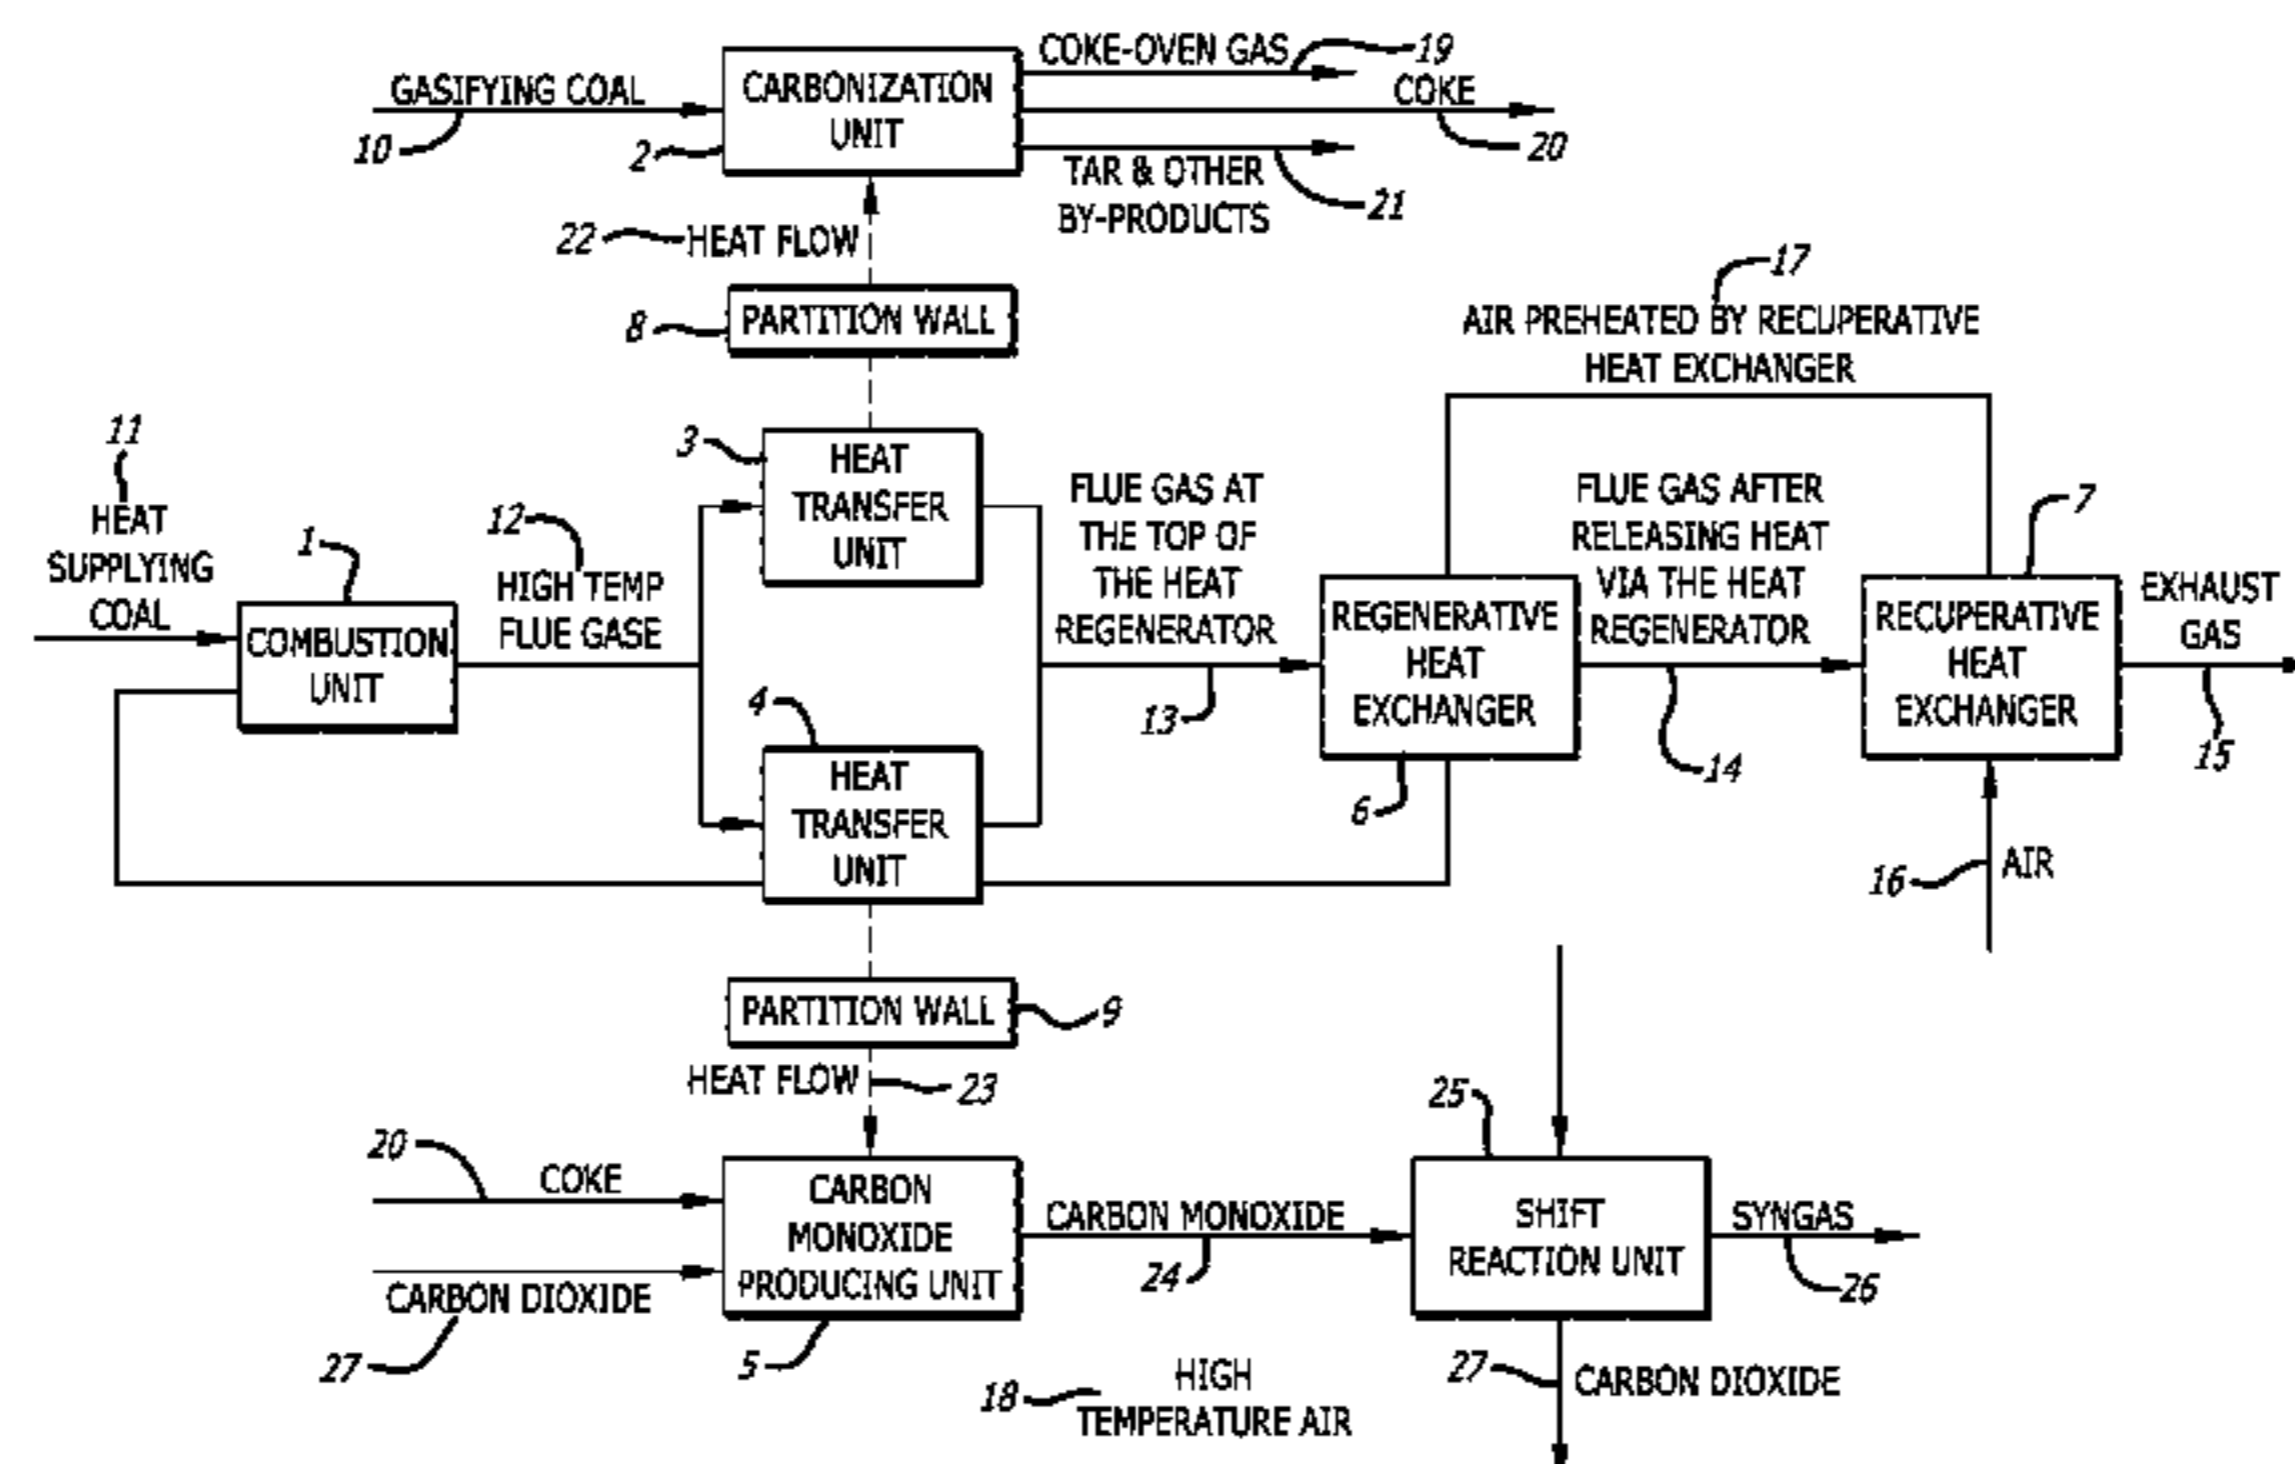 COKE-OVEN GAS
19
GASIFYING COAL
10
CARBONIZATION
UNIT
2
COKE
20
TAR & OTHER
BY-PRODUCTS
21
22
HEAT FLOW
8
PARTITION WALL
17
AIR PREHEATED BY RECUPERATIVE
HEAT EXCHANGER
11
HEAT
SUPPLYING
COAL
1
COMBUSTION
UNIT
12
HIGH TEMP
FLUE GASE
3
HEAT
TRANSFER
UNIT
4
HEAT
TRANSFER
UNIT
FLUE GAS AT
THE TOP OF
THE HEAT
REGENERATOR
13
REGENERATIVE
HEAT
EXCHANGER
6
FLUE GAS AFTER
RELEASING HEAT
VIA THE HEAT
REGENERATOR
14
7
RECUPERATIVE
HEAT
EXCHANGER
EXHAUST
GAS
15
16
AIR
PARTITION WALL
9
HEAT FLOW
23
20
COKE
CARBON DIOXIDE
27
CARBON
MONOXIDE
PRODUCING UNIT
5
CARBON MONOXIDE
24
25
SHIFT
REACTION UNIT
SYNGAS
26
27
CARBON DIOXIDE
18
HIGH
TEMPERATURE AIR